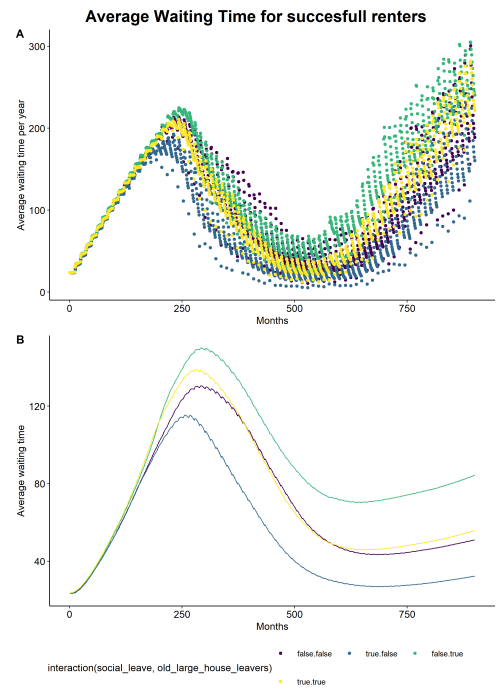 Average Waiting Time for succesfull renters
A
300
200
100
0
Average waiting time per year
0 250 500 750
Months
B
120
80
40
Average waiting time
0 250 500 750
Months
interaction(social_leave, old_large_house_leavers)
false.false true.false false.true
true.true